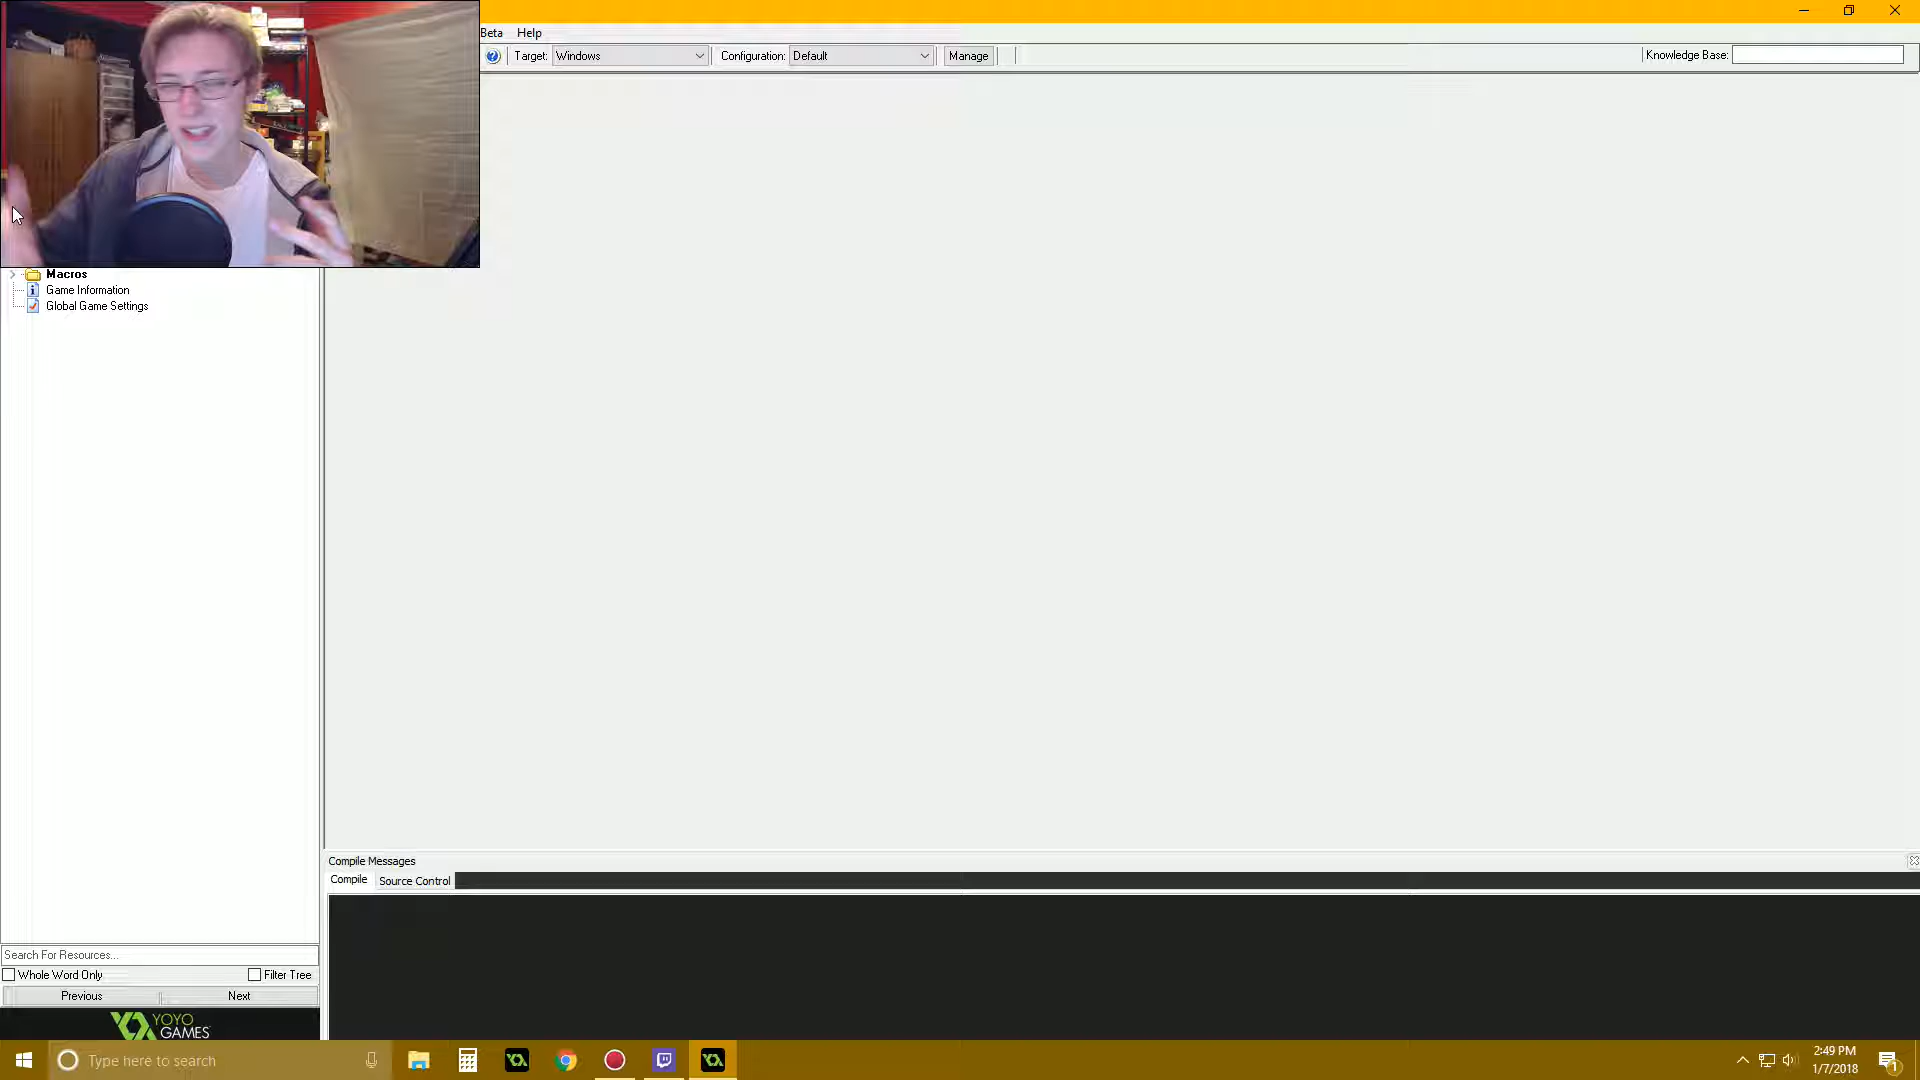 Beta Help
Target: Windows Configuration: Default Manage Knowledge Base:
Macros
Game Information
Global Game Settings
Compile Messages
Compile Source Control
Search For Resources...
Whole Word Only Filter Tree
Previous Next
YOYO
GAMES
Type here to search
2:49 PM
1/7/2018
1